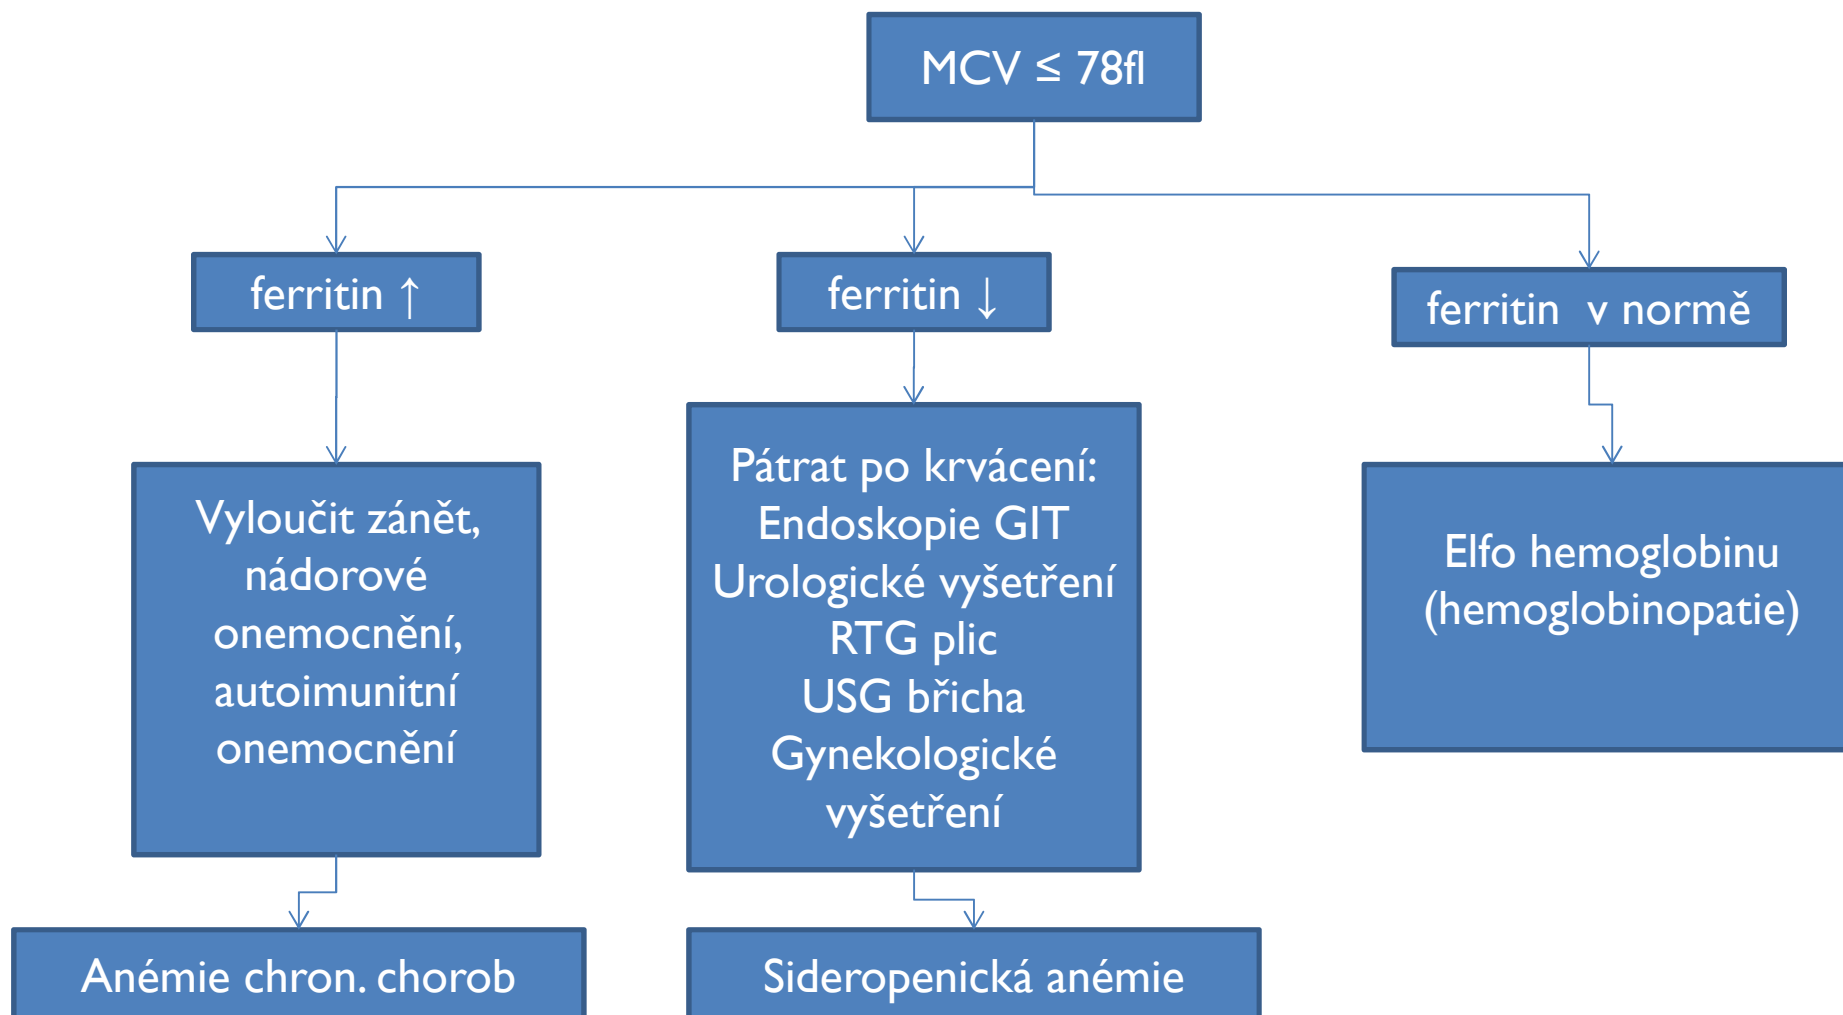 MCV ≤ 78fl
ferritin ↑
ferritin ↓
ferritin v normě
Vyloučit zánět,
nádorové
onemocnění,
autoimunitní
onemocnění
Pátrat po krvácení:
Endoskopie GIT
Urologické vyšetření
RTG plic
USG břicha
Gynekologické
vyšetření
Elfo hemoglobinu
(hemoglobinopatie)
Anémie chron. chorob
Sideropenická anémie